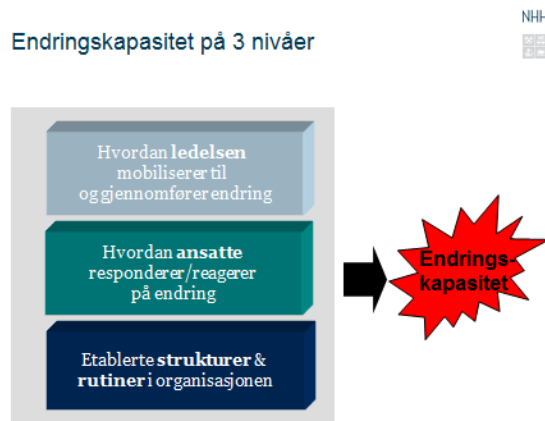 NHH
Endringskapasitet på 3 nivåer
Hvordan ledelsen
mobiliserer til
og gjennomfører endring
Hvordan ansatte
responderer/reagerer
på endring
Etablerte strukturer &
rutiner i organisasjonen
Endrings-
kapasitet